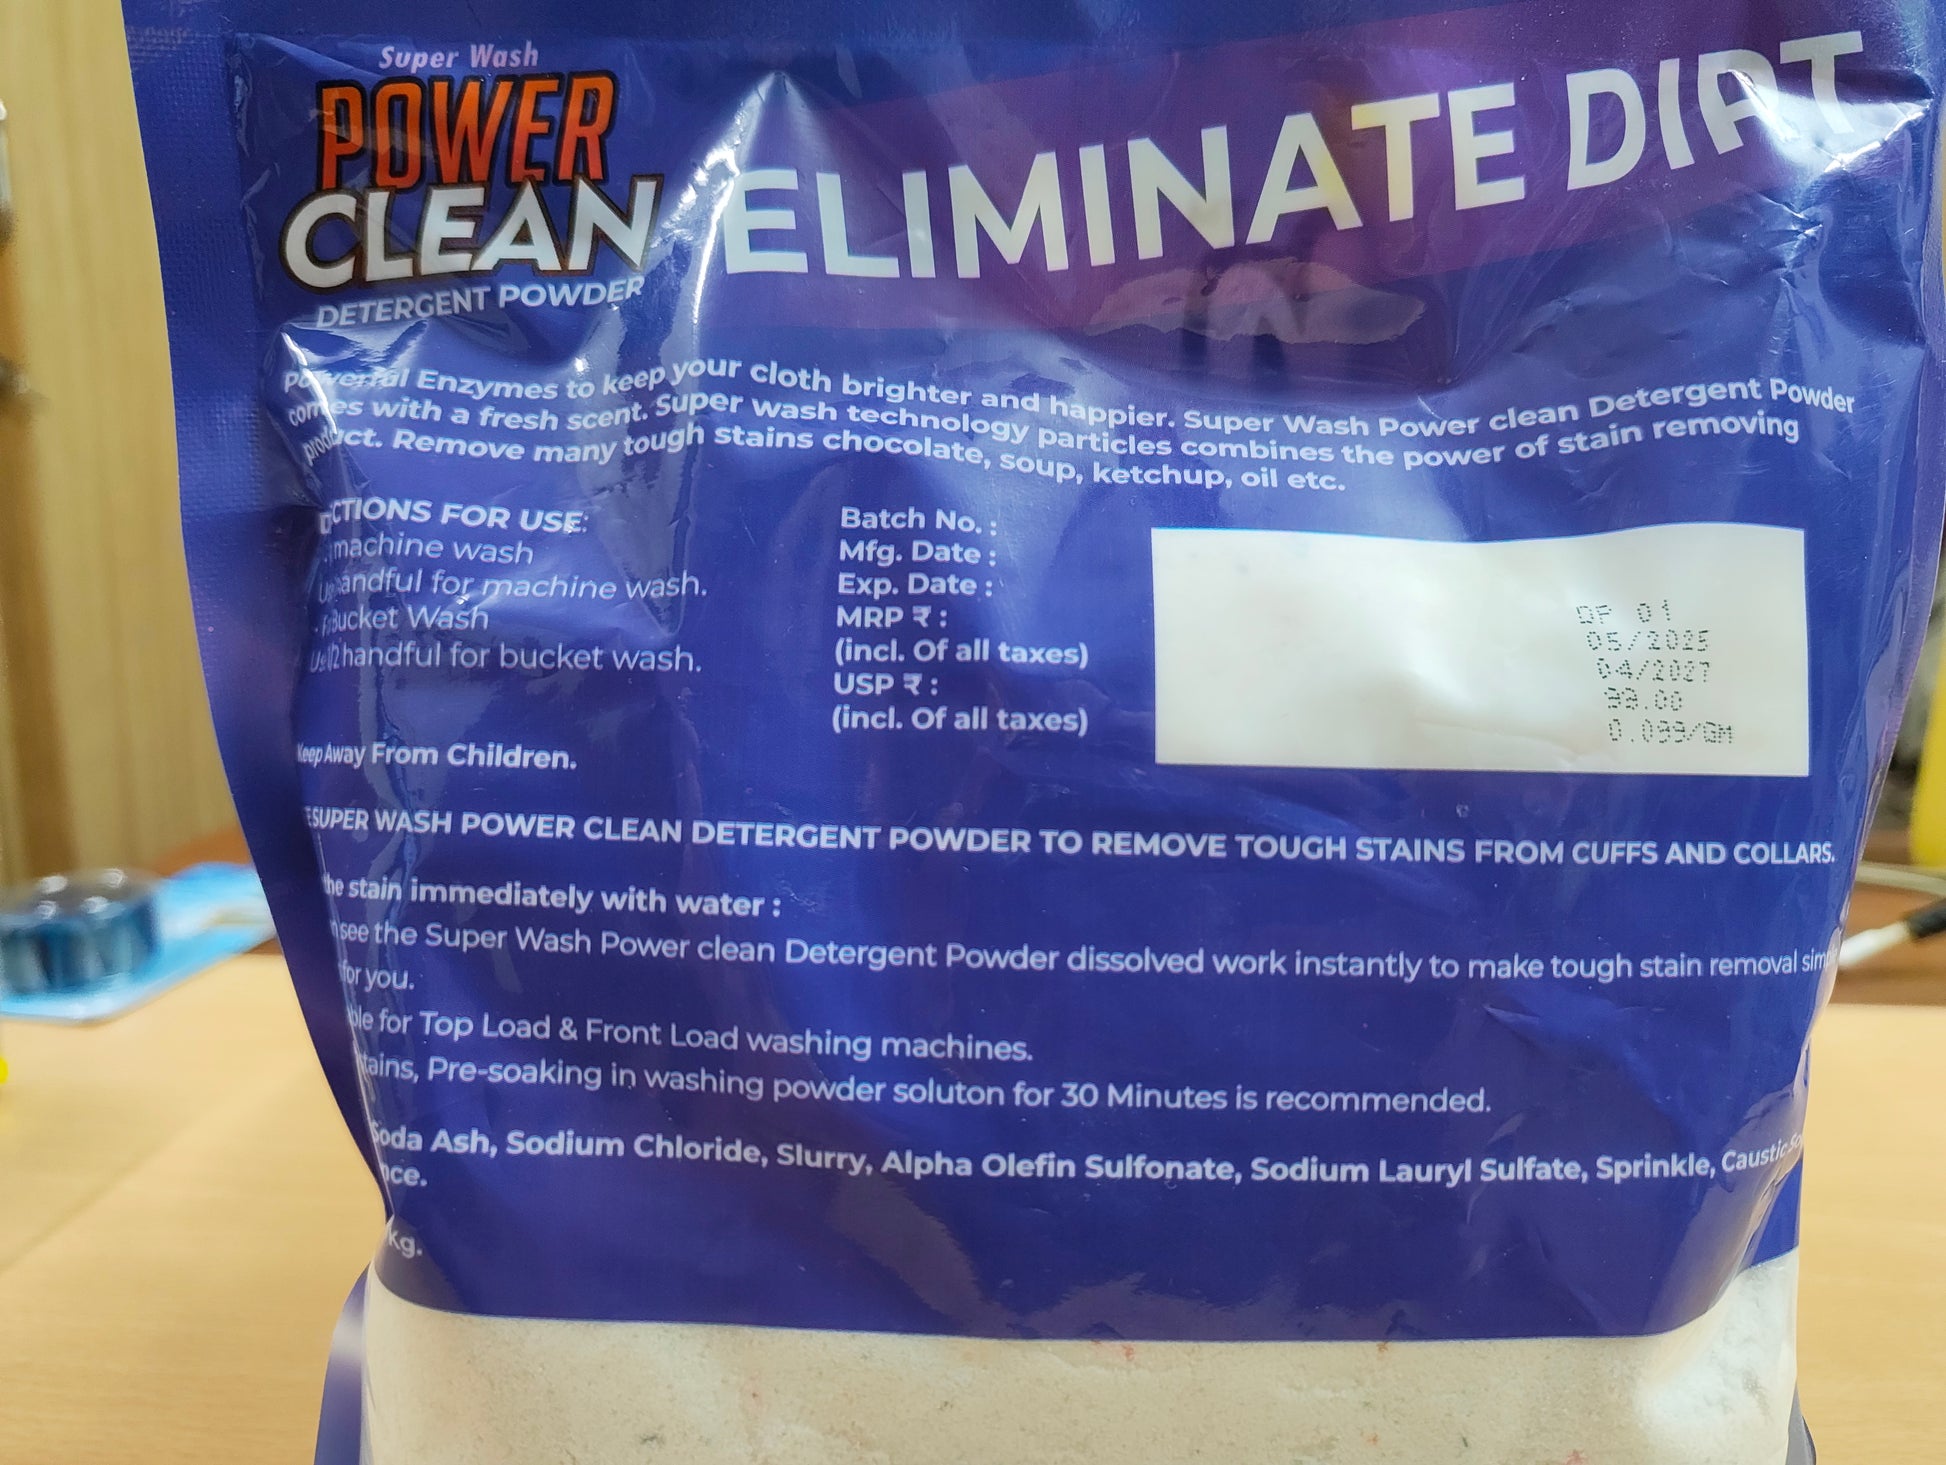 Super Wash
POWER
CLEAN
DETERGENT POWDER
ELIMINATE DIRT
Powerful Enzymes to keep your cloth brighter and happier. Super Wash Power clean Detergent Powder
comes with a fresh scent. Super wash technology particles combines the power of stain removing
product. Remove many tough stains chocolate, soup, ketchup, oil etc.
CTIONS FOR USE:
machine wash
handful for machine wash.
Bucket Wash
Use 1/2 handful for bucket wash.
Batch No. :
Mfg. Date :
Exp. Date :
MRP ₹ :
(incl. Of all taxes)
USP ₹ :
(incl. Of all taxes)
DP 01
05/2025
04/2027
99.00
0.099/GM
Keep Away From Children.
SUPER WASH POWER CLEAN DETERGENT POWDER TO REMOVE TOUGH STAINS FROM CUFFS AND COLLARS.
the stain immediately with water :
see the Super Wash Power clean Detergent Powder dissolved work instantly to make tough stain removal
for you.
ble for Top Load & Front Load washing machines.
tains, Pre-soaking in washing powder soluton for 30 Minutes is recommended.
Soda Ash, Sodium Chloride, Slurry, Alpha Olefin Sulfonate, Sodium Lauryl Sulfate, Sprinkle, Caustic
nce.
kg.